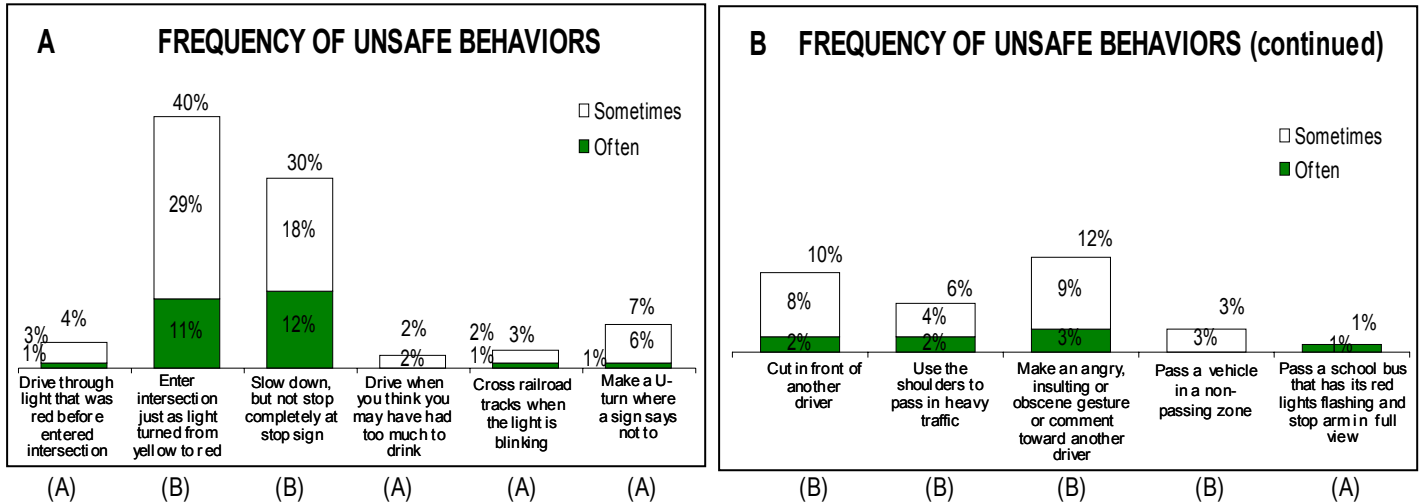 A FREQUENCY OF UNSAFE BEHAVIORS
Sometimes
Often
40%
30%
29%
18%
11%
12%
4%
3%
1%
2%
2%
2%
3%
1%
7%
6%
1%
Drive through
light that was
red before
entered
intersection
Enter
intersection
just as light
turned from
yellow to red
Slow down,
but not stop
completely at
stop sign
Drive when
you think you
may have had
too much to
drink
Cross railroad
tracks when
the light is
blinking
Make a U-
turn where
a sign says
not to
(A)
(B)
(B)
(A)
(A)
(A)
B FREQUENCY OF UNSAFE BEHAVIORS (continued)
Sometimes
Often
10%
8%
2%
6%
4%
2%
12%
9%
3%
3%
3%
1%
1%
Cut in front of
another
driver
Use the
shoulders to
pass in heavy
traffic
Make an angry,
insulting or
obscene gesture
or comment
toward another
driver
Pass a vehicle
in a non-
passing zone
Pass a school bus
that has its red
lights flashing and
stop arm in full
view
(B)
(B)
(B)
(B)
(A)